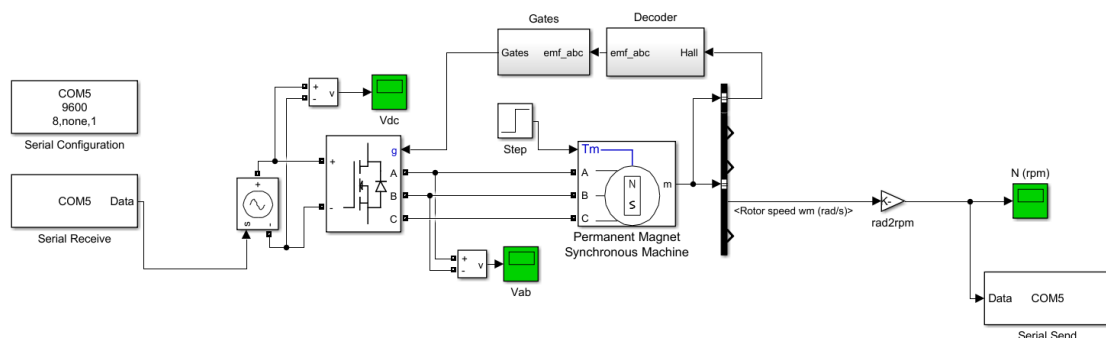 Gates
Decoder
Gates emf_abc
emf_abc Hall
COM5
9600
8,none,1
Serial Configuration
+
-
v
Vdc
Step
g
+
-
A
B
C
Tm
A
B
C
N
S
m
Permanent Magnet
Synchronous Machine
COM5 Data
Serial Receive
+
-
s
+
-
v
Vab
<Rotor speed wm (rad/s)>
K-
rad2rpm
N (rpm)
Data COM5
Serial Send